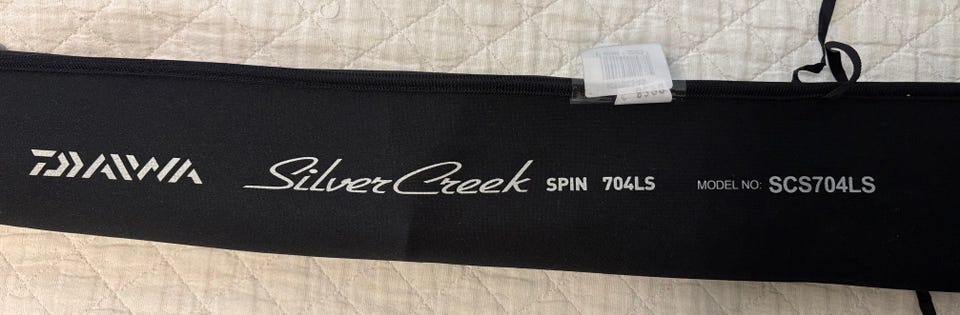 DAIWA Silver Creek SPIN 704LS MODEL NO: SCS704LS